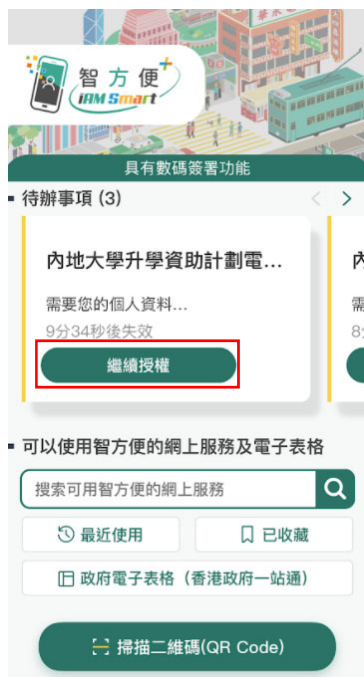 智方便+
iAM Smart
具有數碼簽署功能
待辦事項 (3)
< >
內地大學升學資助計劃電...
需要您的個人資料...
9分34秒後失效
繼續授權
可以使用智方便的網上服務及電子表格
搜索可用智方便的網上服務
最近使用
已收藏
政府電子表格（香港政府一站通）
掃描二維碼(QR Code)